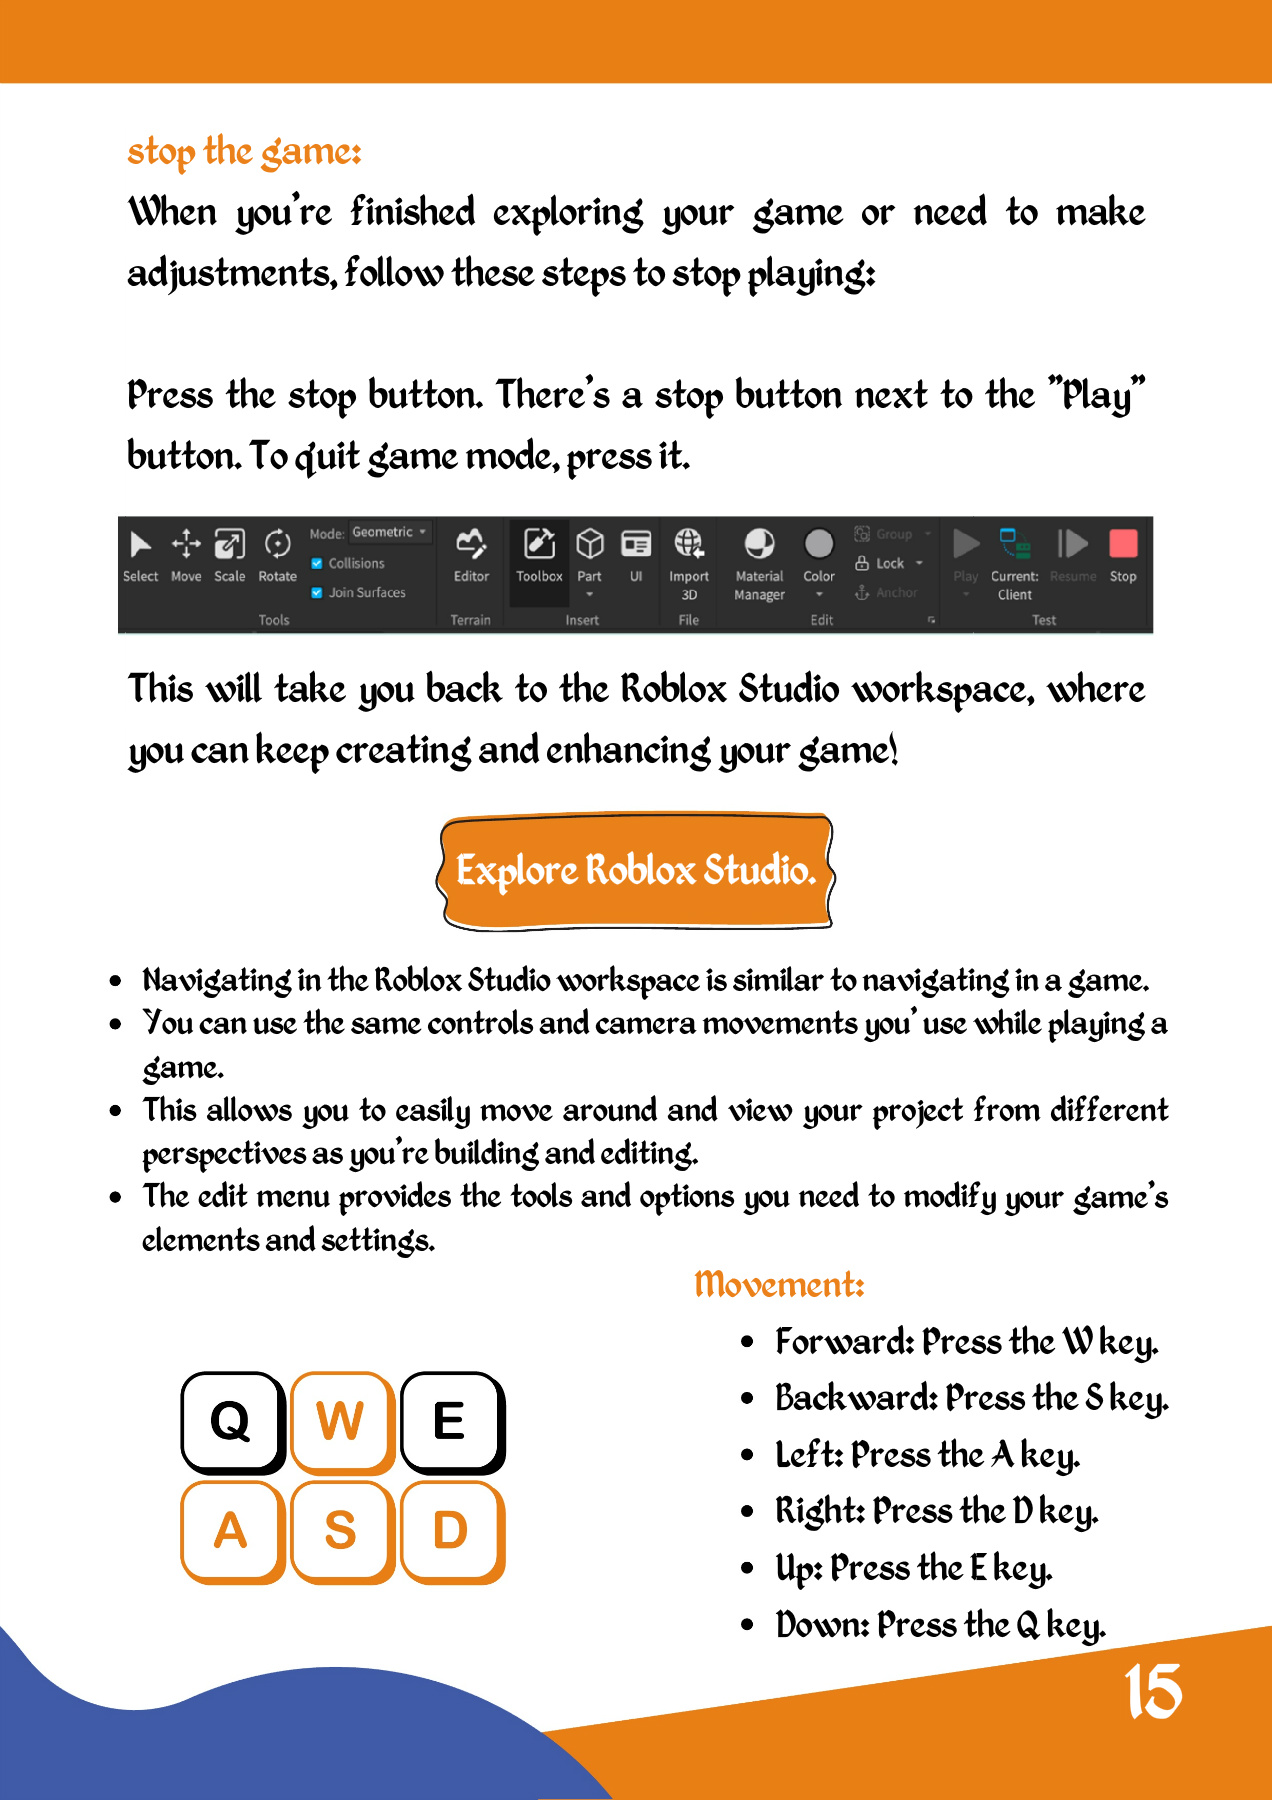 stop the game:
When you're finished exploring your game or need to make
adjustments, follow these steps to stop playing:
Press the stop button. There's a stop button next to the "Play"
button. To quit game mode, press it.
Mode: Geometric
Collisions
Join Surfaces
Select Move Scale Rotate
Tools
Editor
Terrain
Toolbox Part UI
Insert
Import
3D
File
Material
Manager
Color
Group
Lock
Anchor
Edit
Play Current:
Client
Resume Stop
Test
This will take you back to the Roblox Studio workspace, where
you can keep creating and enhancing your game!
Explore Roblox Studio.
• Navigating in the Roblox Studio workspace is similar to navigating in a game.
• You can use the same controls and camera movements you' use while playing a
game.
• This allows you to easily move around and view your project from different
perspectives as you're building and editing.
• The edit menu provides the tools and options you need to modify your game's
elements and settings.
Movement:
• Forward: Press the W key.
• Backward: Press the S key.
• Left: Press the A key.
• Right: Press the D key.
• Up: Press the E key.
• Down: Press the Q key.
Q W E
A S D
15